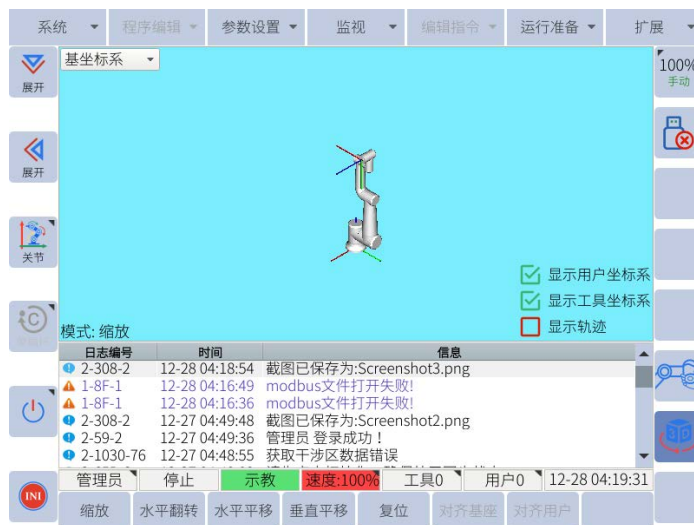 系统 程序编辑 参数设置 监视 编辑指令 运行准备 扩展
展开
基坐标系
100%
手动
展开
关节
显示用户坐标系
显示工具坐标系
显示轨迹
模式: 缩放
日志编号 时间 信息
2-308-2 12-28 04:18:54 截图已保存为:Screenshot3.png
1-8F-1 12-28 04:16:49 modbus文件打开失败!
1-8F-1 12-28 04:16:36 modbus文件打开失败!
2-308-2 12-27 04:49:48 截图已保存为:Screenshot2.png
2-59-2 12-27 04:49:36 管理员 登录成功！
2-1030-76 12-27 04:48:55 获取干涉区数据错误
管理员 停止 示教 速度:100% 工具0 用户0 12-28 04:19:31
INI
缩放 水平翻转 水平平移 垂直平移 复位 对齐基座 对齐用户